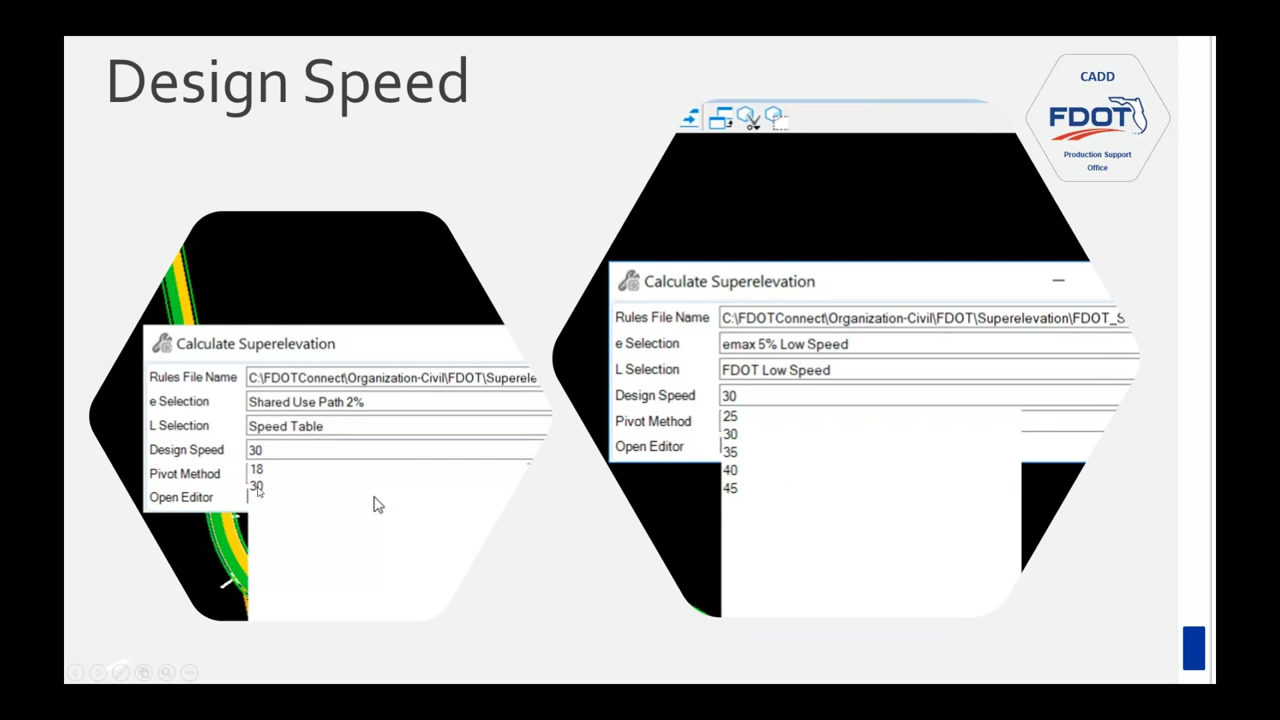 Design Speed
CADD
FDOT
Production Support
Office
Calculate Superelevation
Rules File Name C:\FDOTConnect\Organization-Civil\FDOT\Superele
e Selection Shared Use Path 2%
L Selection Speed Table
Design Speed 30
Pivot Method 18
30
Open Editor
Calculate Superelevation
Rules File Name C:\FDOTConnect\Organization-Civil\FDOT\Superelevation\FDOT_S
e Selection emax 5% Low Speed
L Selection FDOT Low Speed
Design Speed 30
Pivot Method 25
30
Open Editor 35
40
45